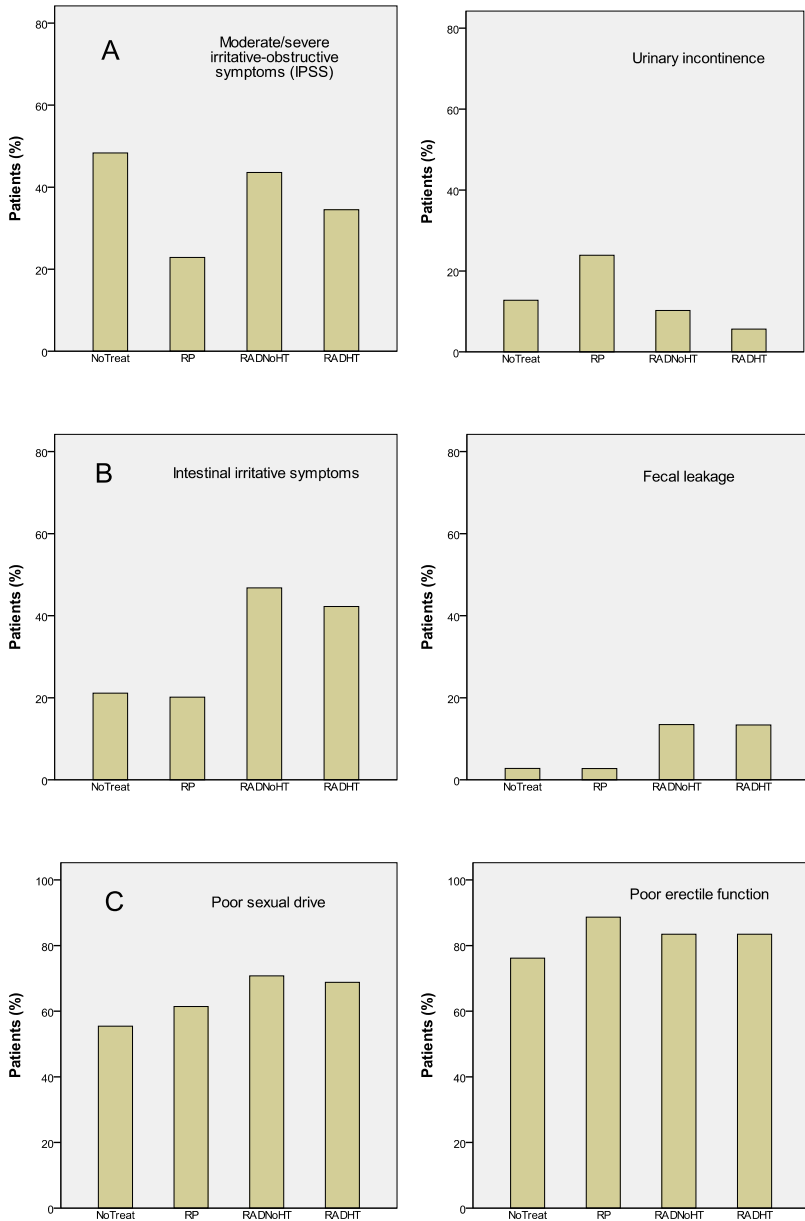 A
Moderate/severe
irritative-obstructive
symptoms (IPSS)
Patients (%)
80
60
40
20
0
NoTreat RP RADNoHT RADHT
Urinary incontinence
Patients (%)
80
60
40
20
0
NoTreat RP RADNoHT RADHT
B
Intestinal irritative symptoms
Patients (%)
80
60
40
20
0
NoTreat RP RADNoHT RADHT
Fecal leakage
Patients (%)
80
60
40
20
0
NoTreat RP RADNoHT RADHT
C
Poor sexual drive
Patients (%)
100
80
60
40
20
0
NoTreat RP RADNoHT RADHT
Poor erectile function
Patients (%)
100
80
60
40
20
0
NoTreat RP RADNoHT RADHT